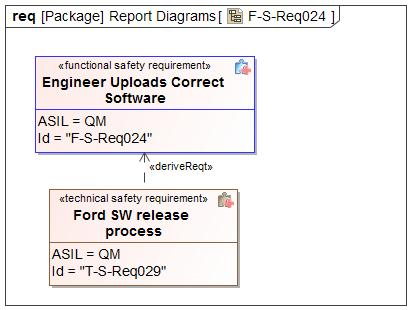 req [Package] Report Diagrams [ F-S-Req024 ]
«functional safety requirement»
Engineer Uploads Correct
Software
ASIL = QM
Id = "F-S-Req024"
«deriveReqt»
«technical safety requirement»
Ford SW release
process
ASIL = QM
Id = "T-S-Req029"